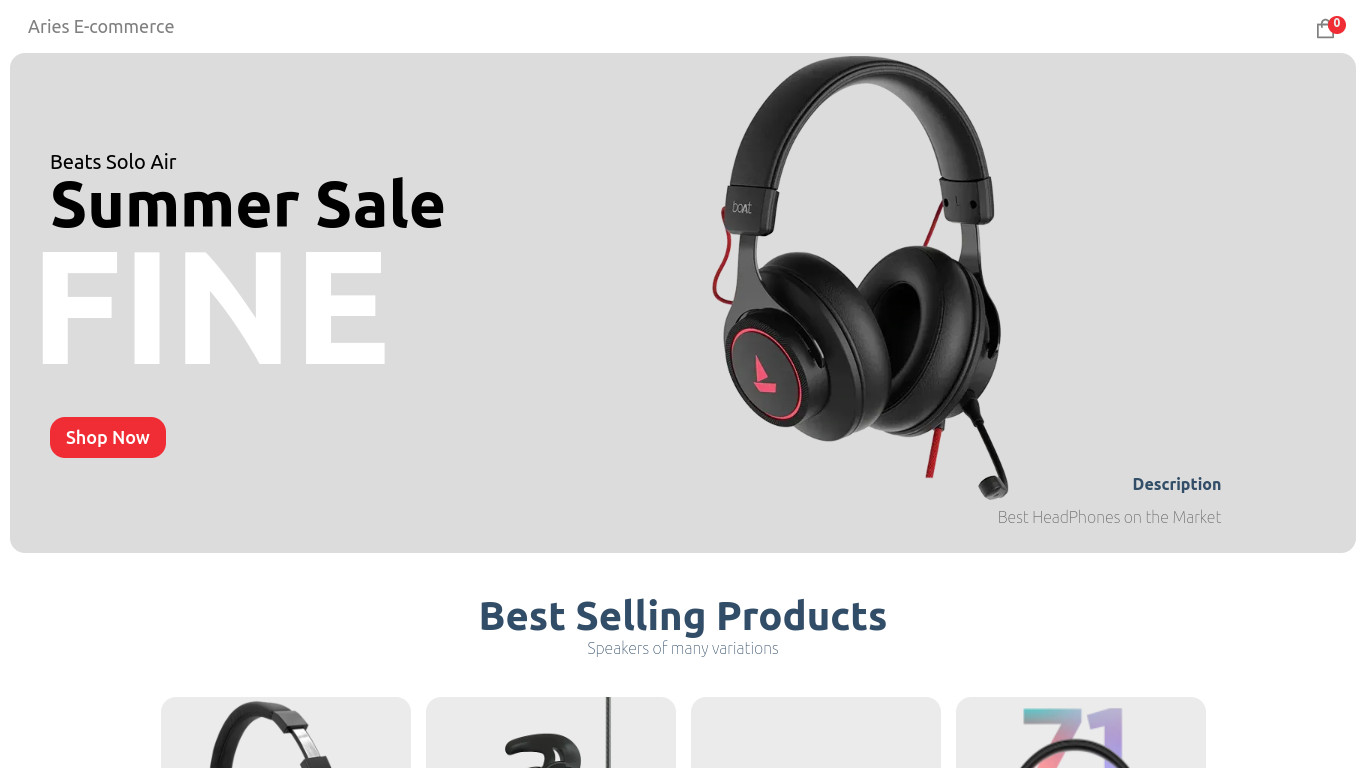 Aries E-commerce
0
Beats Solo Air
Summer Sale
FINE
boAt
Shop Now
Description
Best HeadPhones on the Market
Best Selling Products
Speakers of many variations
71